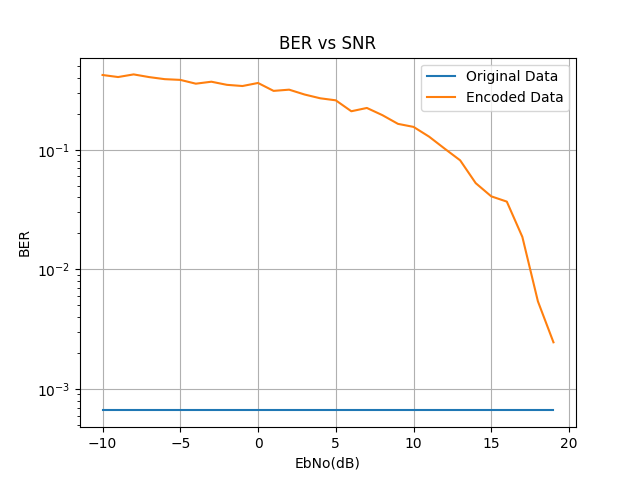 BER vs SNR
Original Data
Encoded Data
10⁻¹
10⁻²
10⁻³
BER
−10 −5 0 5 10 15 20
EbNo(dB)